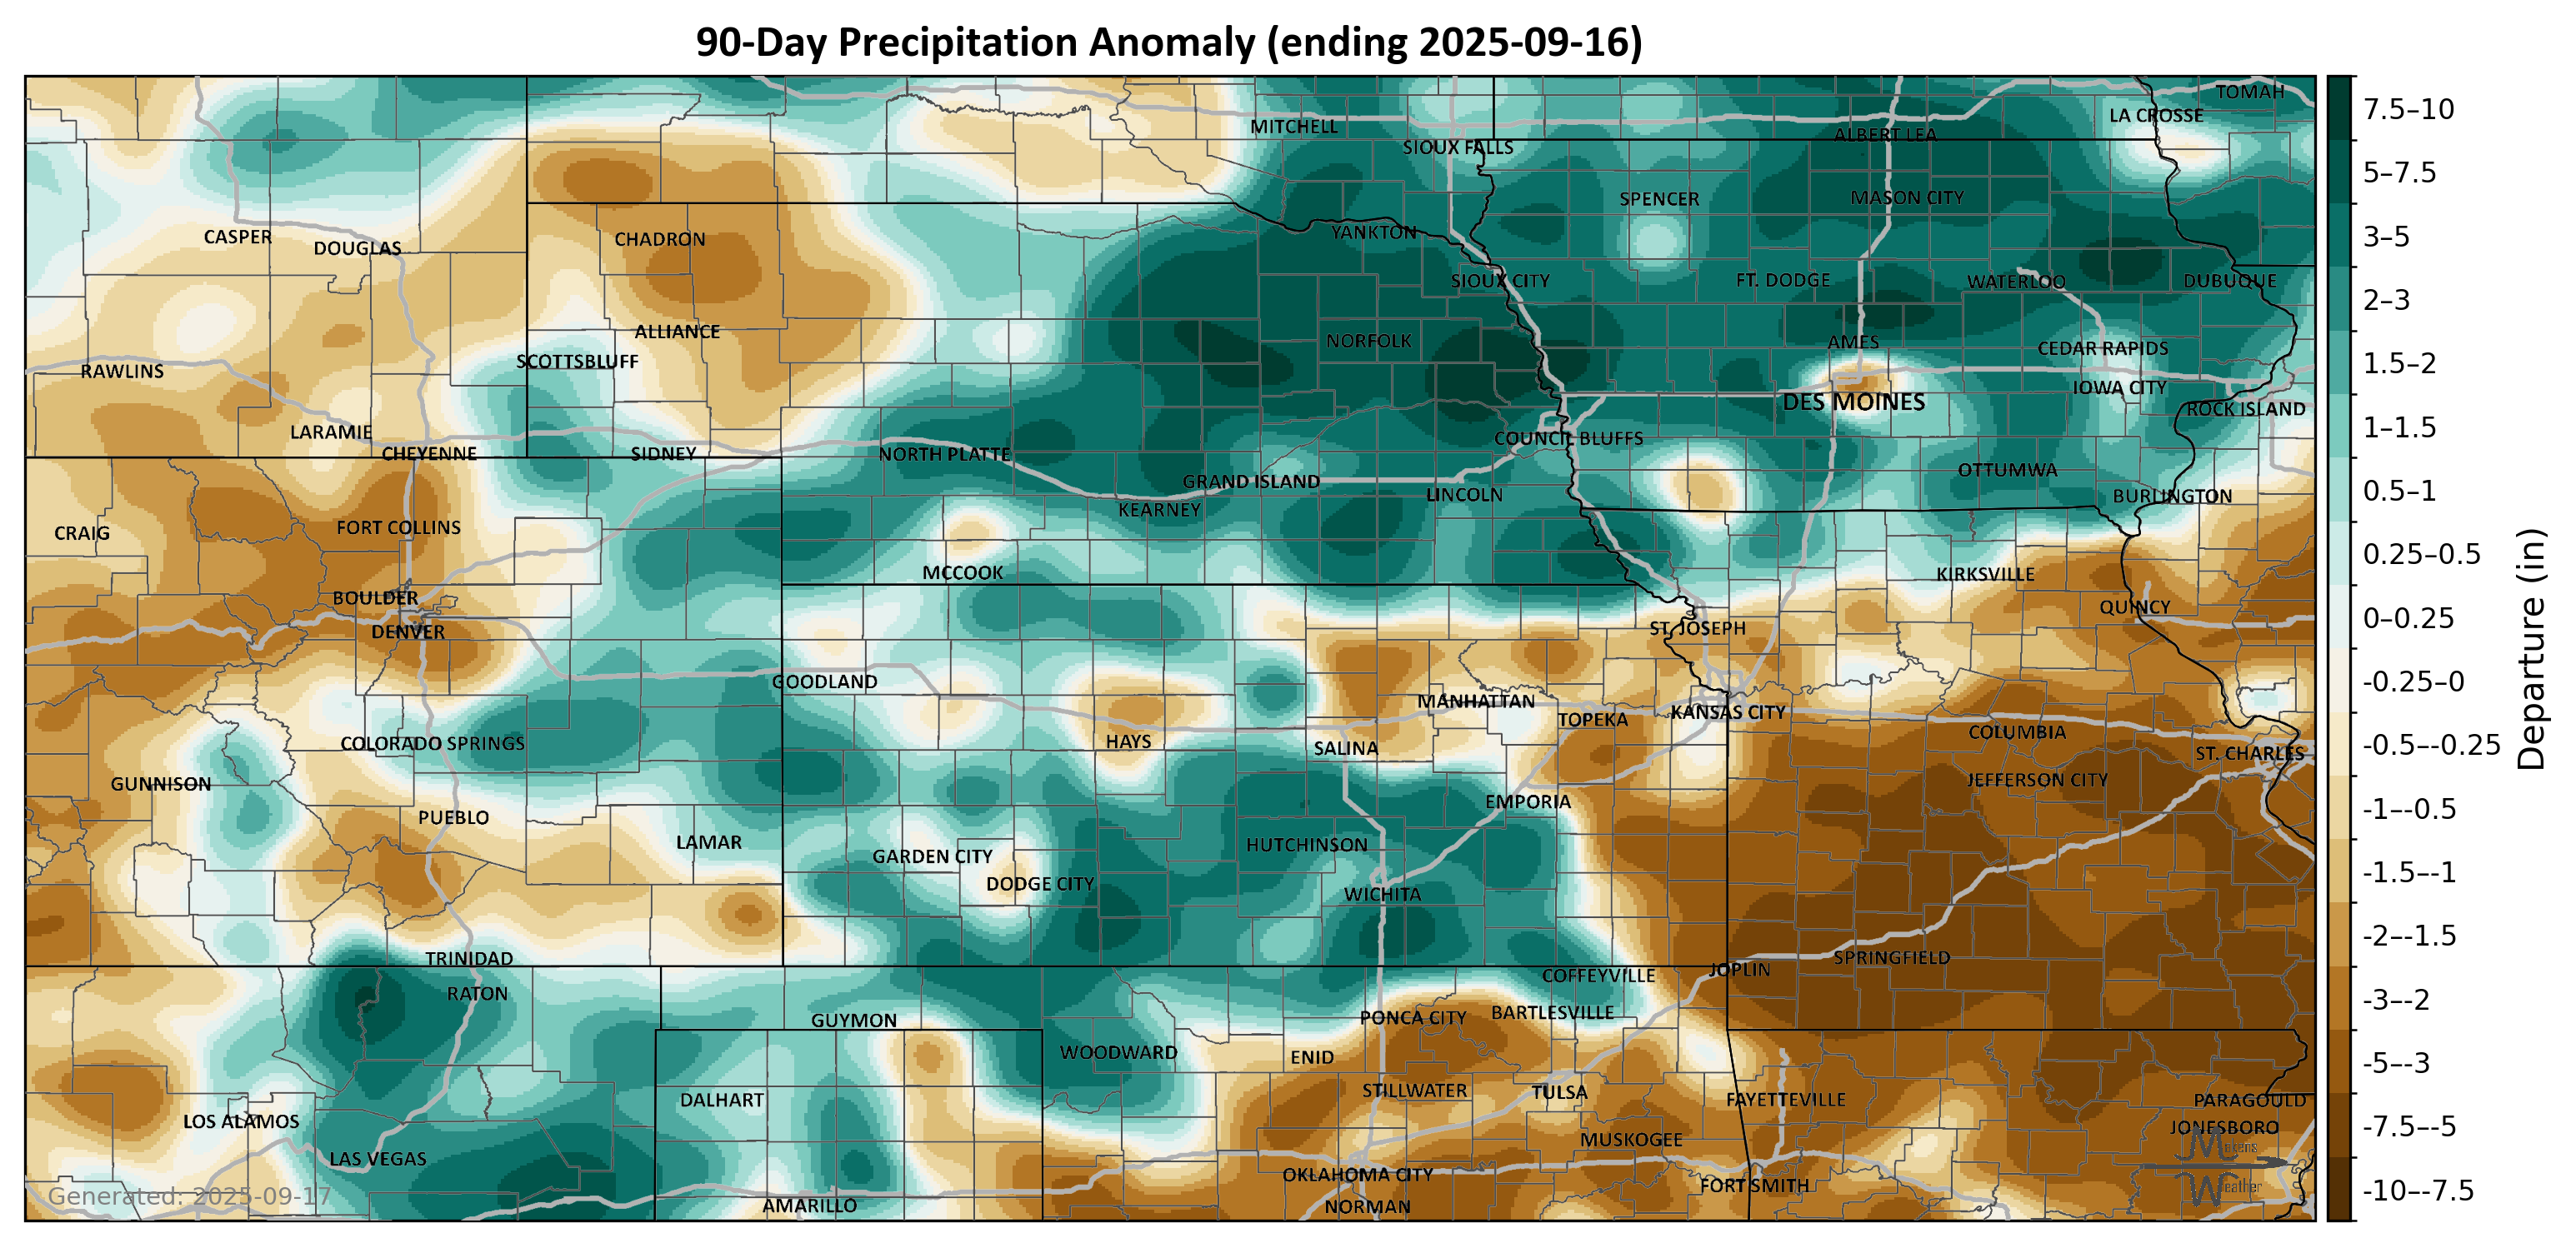 90-Day Precipitation Anomaly (ending 2025-09-16)
TOMAH
LA CROSSE
MITCHELL
ALBERT LEA
SIOUX FALLS
SPENCER
MASON CITY
CASPER
DOUGLAS
CHADRON
YANKTON
SIOUX CITY
FT. DODGE
WATERLOO
DUBUQUE
ALLIANCE
NORFOLK
AMES
CEDAR RAPIDS
SCOTTSBLUFF
RAWLINS
IOWA CITY
DES MOINES
ROCK ISLAND
LARAMIE
COUNCIL BLUFFS
CHEYENNE
SIDNEY
NORTH PLATTE
OTTUMWA
GRAND ISLAND
LINCOLN
BURLINGTON
KEARNEY
CRAIG
FORT COLLINS
MCCOOK
KIRKSVILLE
BOULDER
QUINCY
DENVER
ST. JOSEPH
GOODLAND
MANHATTAN
KANSAS CITY
TOPEKA
COLUMBIA
COLORADO SPRINGS
HAYS
SALINA
ST. CHARLES
GUNNISON
JEFFERSON CITY
EMPORIA
PUEBLO
LAMAR
HUTCHINSON
GARDEN CITY
DODGE CITY
WICHITA
TRINIDAD
SPRINGFIELD
JOPLIN
COFFEYVILLE
RATON
BARTLESVILLE
GUYMON
PONCA CITY
WOODWARD
ENID
STILLWATER
TULSA
DALHART
FAYETTEVILLE
PARAGOULD
LOS ALAMOS
JONESBORO
MUSKOGEE
Makens
LAS VEGAS
OKLAHOMA CITY
FORT SMITH
Weather
Generated: 2025-09-17
AMARILLO
NORMAN
7.5–10
5–7.5
3–5
2–3
1.5–2
1–1.5
0.5–1
0.25–0.5
0–0.25
-0.25–0
-0.5–-0.25
-1–-0.5
-1.5–-1
-2–-1.5
-3–-2
-5–-3
-7.5–-5
-10–-7.5
Departure (in)